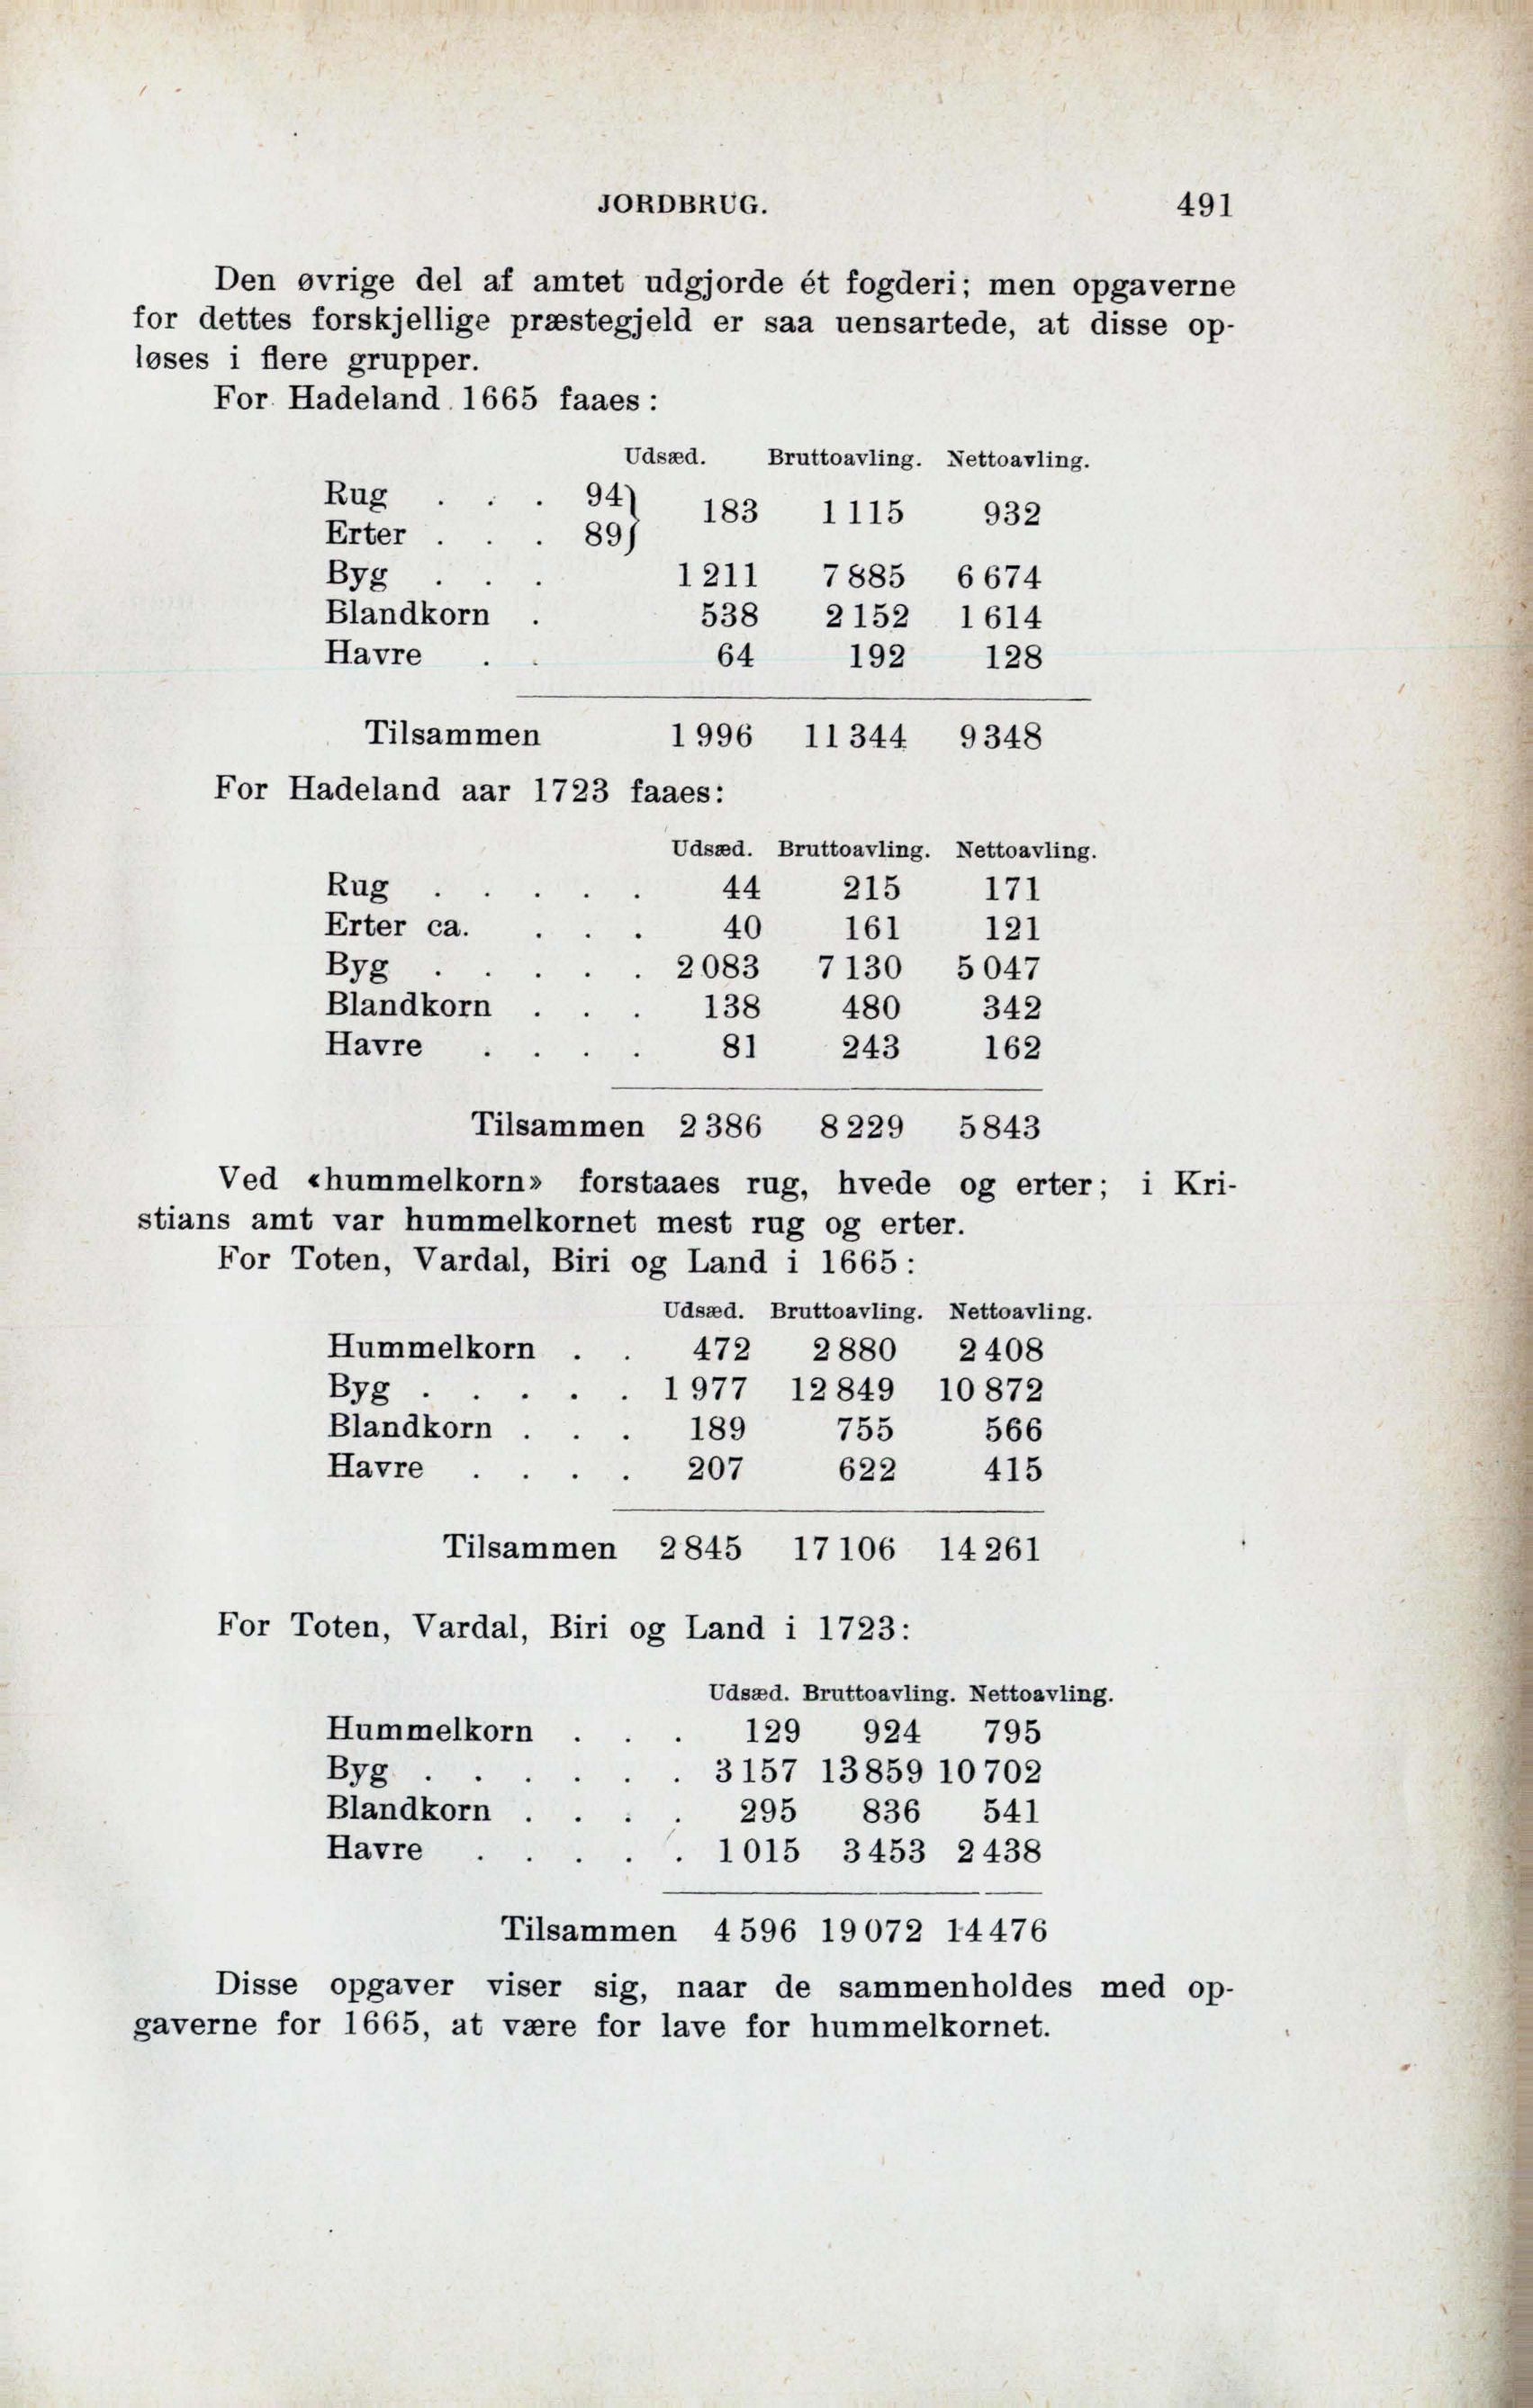 JORDBRUG. 491
Den øvrige del af amtet udgjorde ét fogderi; men opgaverne
for dettes forskjellige præstegjeld er saa uensartede, at disse op-
løses i flere grupper.
For Hadeland 1665 faaes:
Udsæd. Bruttoavling. Nettoavling.
Rug . . . 94} 183 1 115 932
Erter . . . 89}
Byg . . . 1 211 7 885 6 674
Blandkorn . 538 2 152 1 614
Havre . . 64 192 128
Tilsammen 1 996 11 344 9 348
For Hadeland aar 1723 faaes:
Udsæd. Bruttoavling. Nettoavling.
Rug . . . . . 44 215 171
Erter ca. . . . 40 161 121
Byg . . . . . 2 083 7 130 5 047
Blandkorn . . . 138 480 342
Havre . . . . 81 243 162
Tilsammen 2 386 8 229 5 843
Ved «hummelkorn» forstaaes rug, hvede og erter; i Kri-
stians amt var hummelkornet mest rug og erter.
For Toten, Vardal, Biri og Land i 1665:
Udsæd. Bruttoavling. Nettoavling.
Hummelkorn . . 472 2 880 2 408
Byg . . . . . 1 977 12 849 10 872
Blandkorn . . . 189 755 566
Havre . . . . 207 622 415
Tilsammen 2 845 17 106 14 261
For Toten, Vardal, Biri og Land i 1723:
Udsæd. Bruttoavling. Nettoavling.
Hummelkorn . . . 129 924 795
Byg . . . . . . 3 157 13 859 10 702
Blandkorn . . . . 295 836 541
Havre . . . . . 1 015 3 453 2 438
Tilsammen 4 596 19 072 14 476
Disse opgaver viser sig, naar de sammenholdes med op-
gaverne for 1665, at være for lave for hummelkornet.